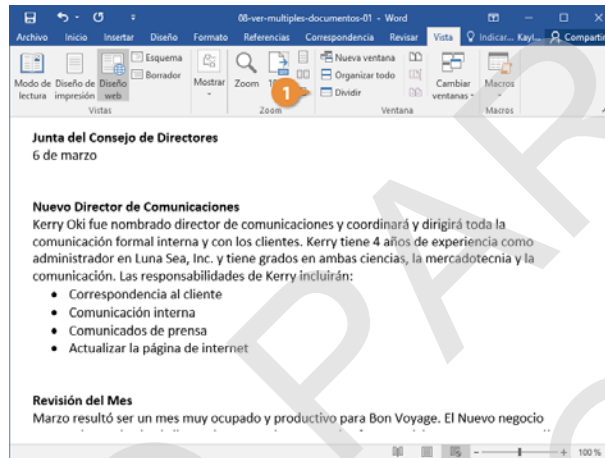 08-ver-multiples-documentos-01 - Word
Archivo Inicio Insertar Diseño Formato Referencias Correspondencia Revisar Vista Indicar... Kayl... Compartir
Modo de lectura Diseño de impresión Diseño web
Esquema
Borrador
Vistas
Mostrar
Zoom
1
Zoom
Nueva ventana
Organizar todo
Dividir
Cambiar ventanas
Ventana
Macros
Macros
Junta del Consejo de Directores
6 de marzo
Nuevo Director de Comunicaciones
Kerry Oki fue nombrado director de comunicaciones y coordinará y dirigirá toda la
comunicación formal interna y con los clientes. Kerry tiene 4 años de experiencia como
administrador en Luna Sea, Inc. y tiene grados en ambas ciencias, la mercadotecnia y la
comunicación. Las responsabilidades de Kerry incluirán:
• Correspondencia al cliente
• Comunicación interna
• Comunicados de prensa
• Actualizar la página de internet
Revisión del Mes
Marzo resultó ser un mes muy ocupado y productivo para Bon Voyage. El Nuevo negocio
100 %